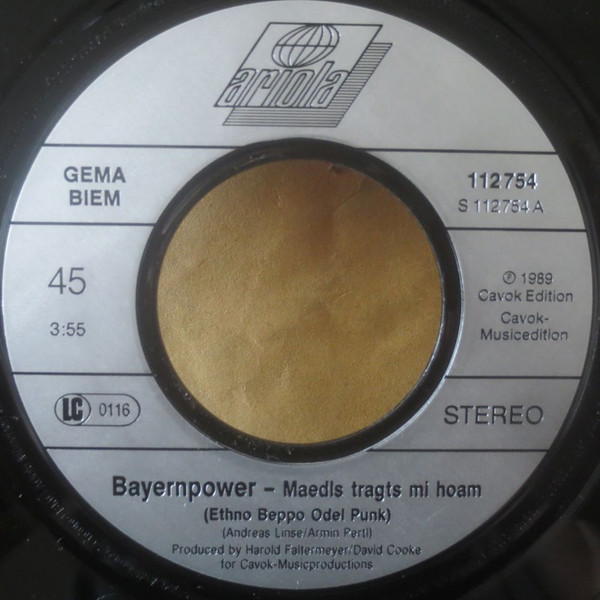 ariola
GEMA
BIEM
112754
S 112754 A
45
3:55
℗ 1989
Cavok Edition
Cavok-
Musicedition
LC 0116
STEREO
Bayernpower – Maedls tragts mi hoam
(Ethno Beppo Odel Punk)
(Andreas Linse/Armin Pertl)
Produced by Harold Faltermeyer/David Cooke
for Cavok-Musicproductions